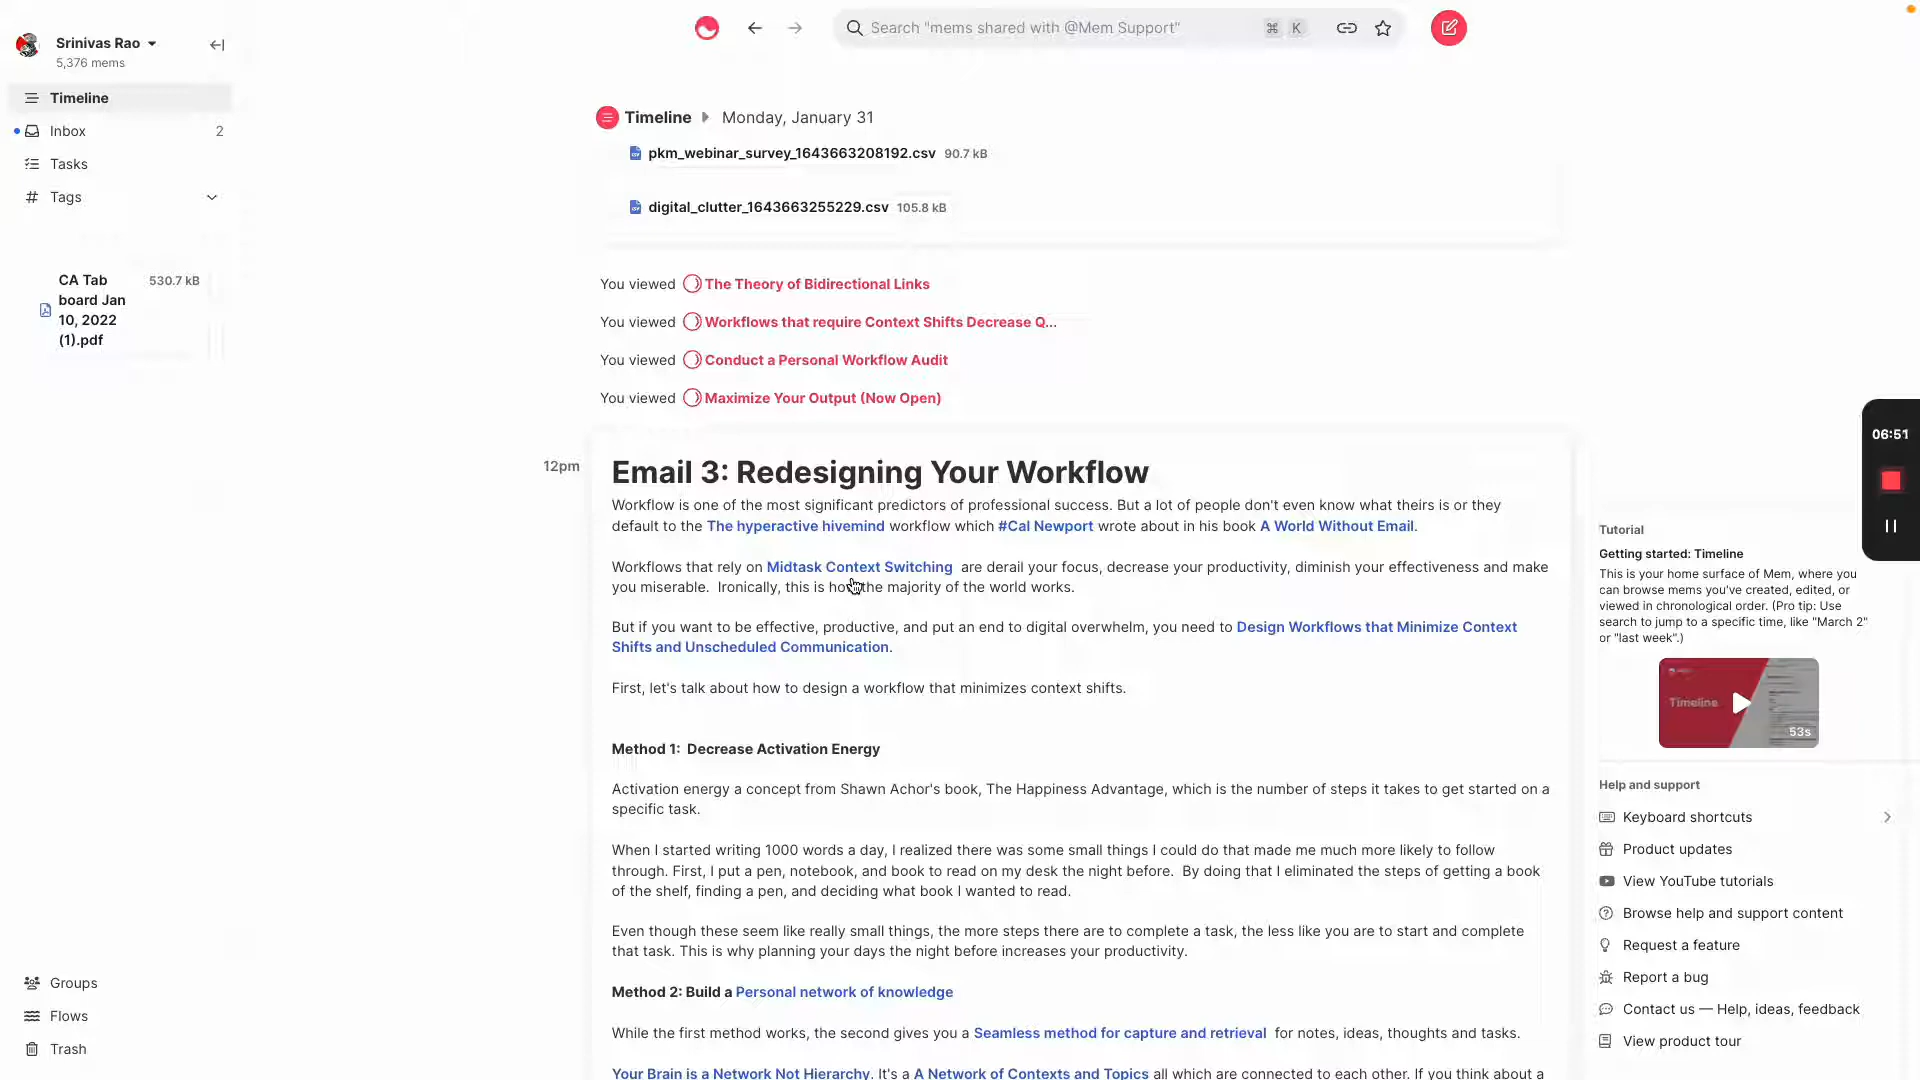 Srinivas Rao
5,376 mems
Timeline
Inbox 2
Tasks
Tags
CA Tab
board Jan
10, 2022
(1).pdf
530.7 kB
Groups
Flows
Trash
Search "mems shared with @Mem Support" ⌘ K
Timeline Monday, January 31
pkm_webinar_survey_1643663208192.csv 90.7 kB
digital_clutter_1643663255229.csv 105.8 kB
You viewed The Theory of Bidirectional Links
You viewed Workflows that require Context Shifts Decrease Q...
You viewed Conduct a Personal Workflow Audit
You viewed Maximize Your Output (Now Open)
12pm
Email 3: Redesigning Your Workflow
Workflow is one of the most significant predictors of professional success. But a lot of people don't even know what theirs is or they
default to the The hyperactive hivemind workflow which #Cal Newport wrote about in his book A World Without Email.
Workflows that rely on Midtask Context Switching are derail your focus, decrease your productivity, diminish your effectiveness and make
you miserable. Ironically, this is how the majority of the world works.
But if you want to be effective, productive, and put an end to digital overwhelm, you need to Design Workflows that Minimize Context
Shifts and Unscheduled Communication.
First, let's talk about how to design a workflow that minimizes context shifts.
Method 1: Decrease Activation Energy
Activation energy a concept from Shawn Achor's book, The Happiness Advantage, which is the number of steps it takes to get started on a
specific task.
When I started writing 1000 words a day, I realized there was some small things I could do that made me much more likely to follow
through. First, I put a pen, notebook, and book to read on my desk the night before. By doing that I eliminated the steps of getting a book
of the shelf, finding a pen, and deciding what book I wanted to read.
Even though these seem like really small things, the more steps there are to complete a task, the less like you are to start and complete
that task. This is why planning your days the night before increases your productivity.
Method 2: Build a Personal network of knowledge
While the first method works, the second gives you a Seamless method for capture and retrieval for notes, ideas, thoughts and tasks.
Your Brain is a Network Not Hierarchy. It's a A Network of Contexts and Topics all which are connected to each other. If you think about a
06:51
Tutorial
Getting started: Timeline
This is your home surface of Mem, where you
can browse mems you've created, edited, or
viewed in chronological order. (Pro tip: Use
search to jump to a specific time, like "March 2"
or "last week".)
Timeline
53s
Help and support
Keyboard shortcuts
Product updates
View YouTube tutorials
Browse help and support content
Request a feature
Report a bug
Contact us — Help, ideas, feedback
View product tour